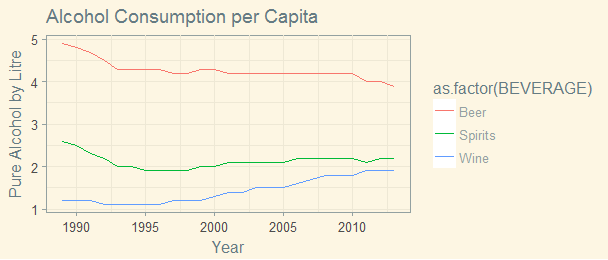 Alcohol Consumption per Capita
Pure Alcohol by Litre
5
4
3
2
1
1990 1995 2000 2005 2010
Year
as.factor(BEVERAGE)
Beer
Spirits
Wine